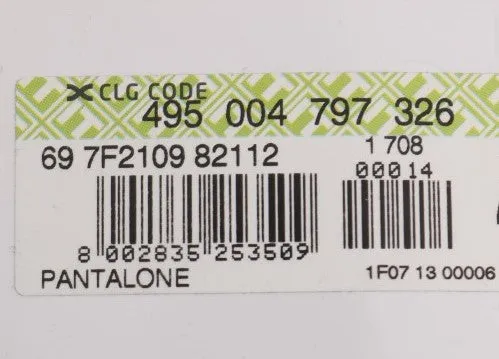 CLG CODE
495 004 797 326
69 7F2109 82112
1 708
00014
8 002835 253509
PANTALONE
1F07 13 00006